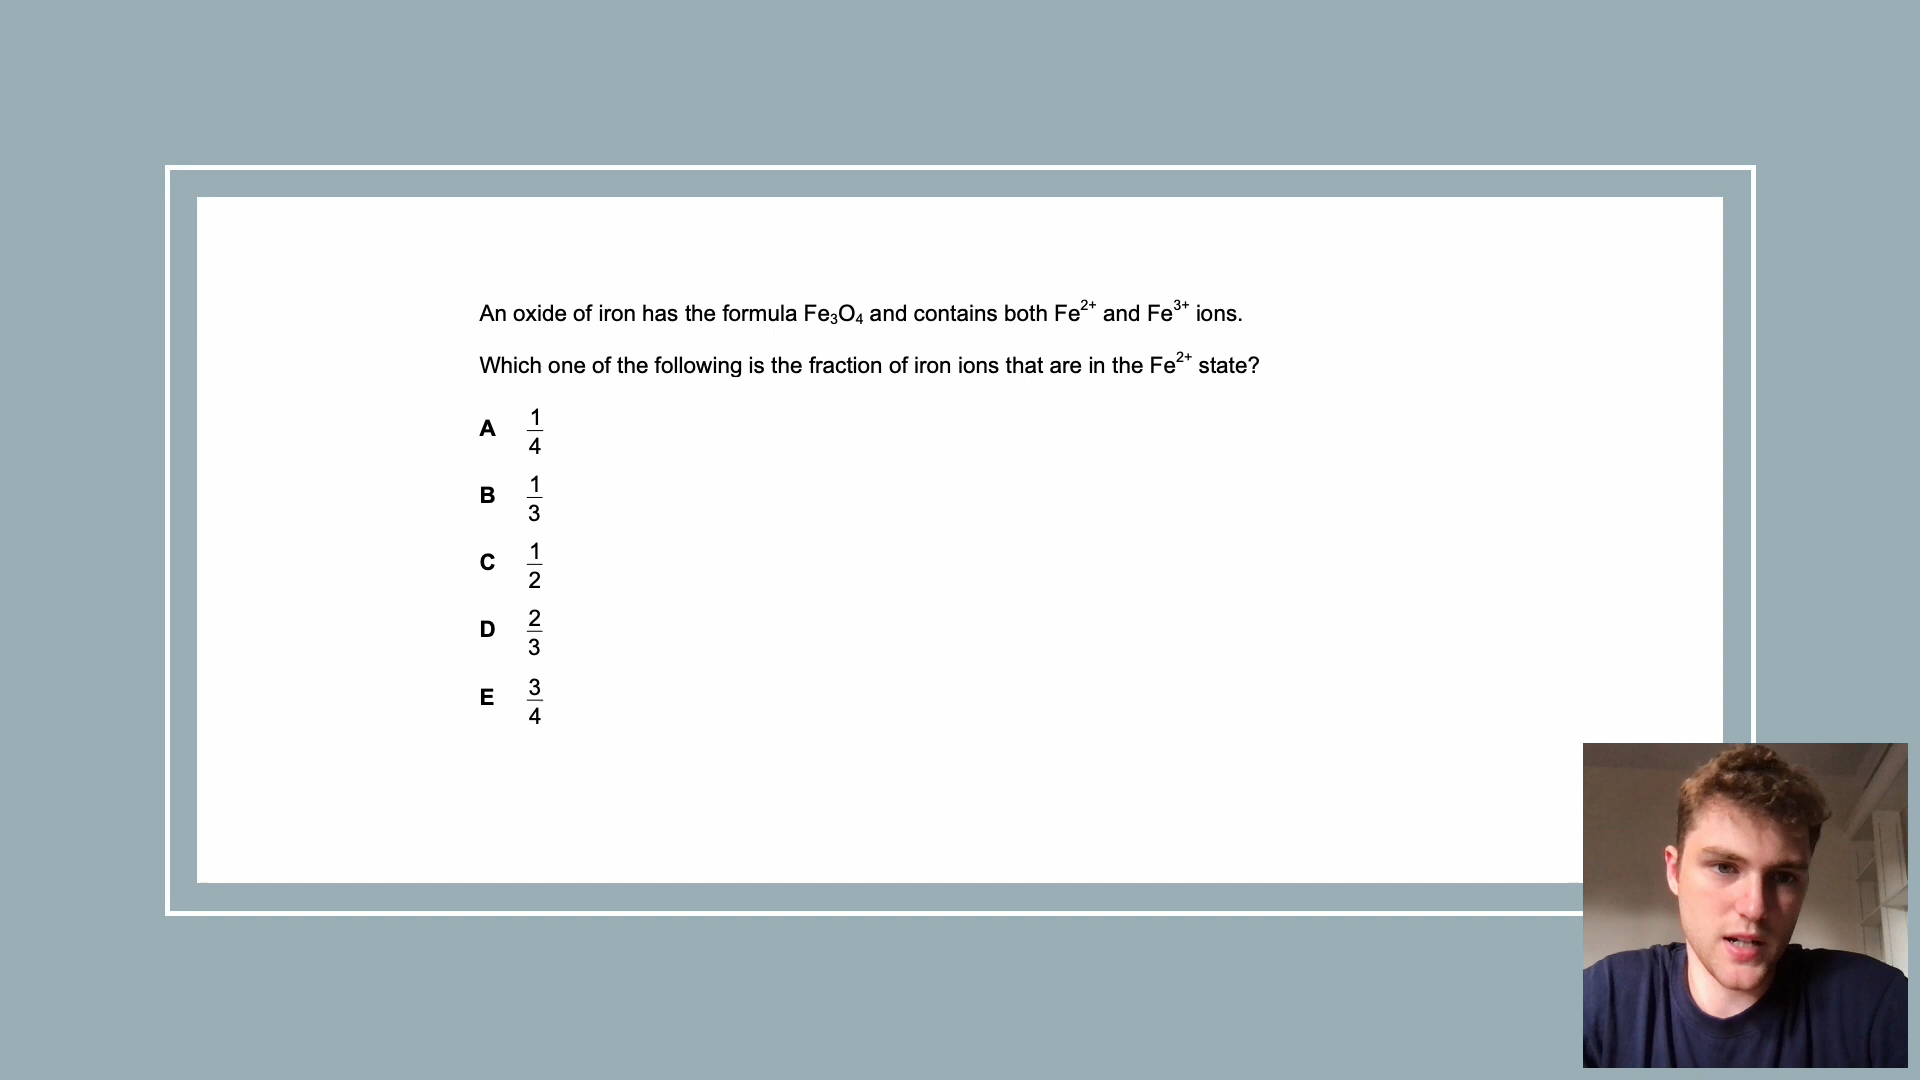 An oxide of iron has the formula Fe₃O₄ and contains both Fe²⁺ and Fe³⁺ ions.
Which one of the following is the fraction of iron ions that are in the Fe²⁺ state?
A 1/4
B 1/3
C 1/2
D 2/3
E 3/4